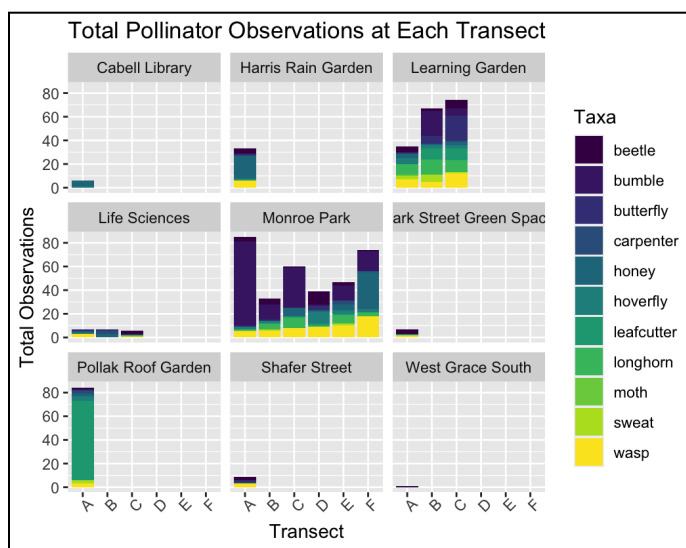 Total Pollinator Observations at Each Transect
Cabell Library
Harris Rain Garden
Learning Garden
80
60
40
20
0
Life Sciences
Monroe Park
ark Street Green Spac
80
60
40
20
0
Pollak Roof Garden
Shafer Street
West Grace South
80
60
40
20
0
A B C D E F
A B C D E F
A B C D E F
Transect
Total Observations
Taxa
beetle
bumble
butterfly
carpenter
honey
hoverfly
leafcutter
longhorn
moth
sweat
wasp